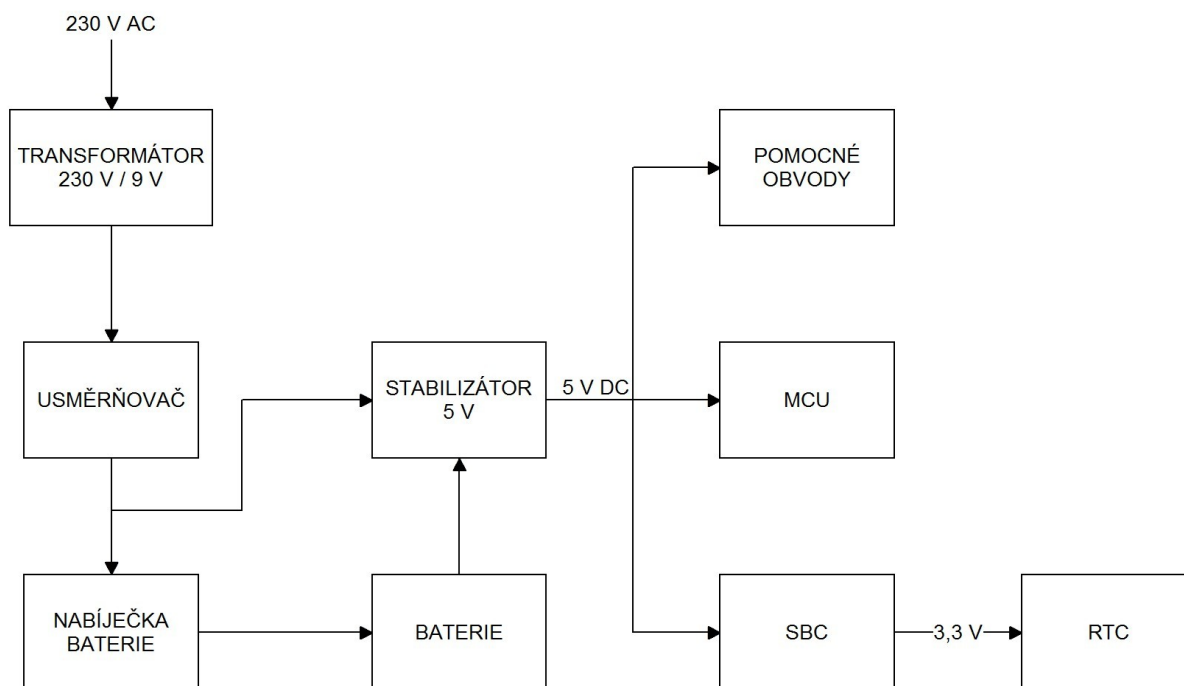 230 V AC
TRANSFORMÁTOR
230 V / 9 V
POMOCNÉ
OBVODY
USMĚRŇOVAČ
STABILIZÁTOR
5 V
5 V DC
MCU
NABÍJEČKA
BATERIE
BATERIE
SBC
3,3 V
RTC